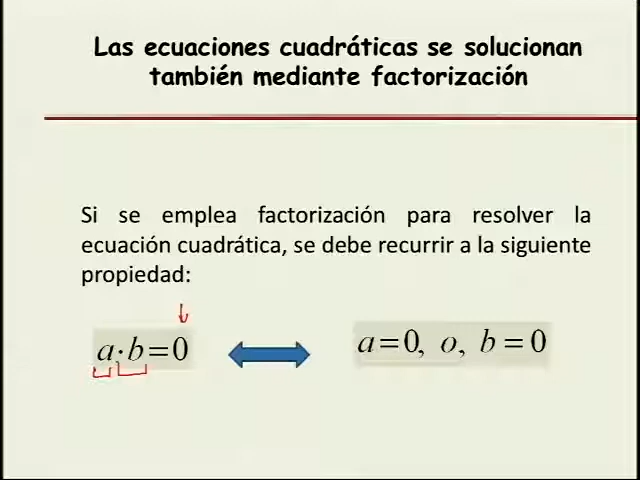 Las ecuaciones cuadráticas se solucionan
también mediante factorización
Si se emplea factorización para resolver la
ecuación cuadrática, se debe recurrir a la siguiente
propiedad:
a·b=0 a=0, o, b=0